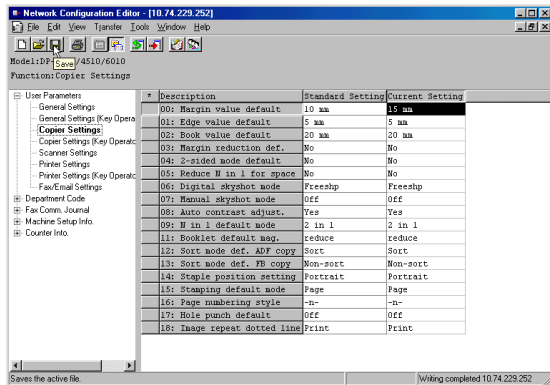 Network Configuration Editor - [10.74.229.252]
File Edit View Transfer Tools Window Help
Model:DP- /4510/6010
Save
Function:Copier Settings
User Parameters
General Settings
General Settings (Key Opera
Copier Settings
Copier Settings (Key Operatc
Scanner Settings
Printer Settings
Printer Settings (Key Operatc
Fax/Email Settings
Department Code
Fax Comm. Journal
Machine Setup Info.
Counter Info.
* Description Standard Setting Current Setting
00: Margin value default 10 mm 15 mm
01: Edge value default 5 mm 5 mm
02: Book value default 20 mm 20 mm
03: Margin reduction def. No No
04: 2-sided mode default No No
05: Reduce N in 1 for space No No
06: Digital skyshot mode Freeshp Freeshp
07: Manual skyshot mode Off Off
08: Auto contrast adjust. Yes Yes
09: N in 1 default mode 2 in 1 2 in 1
11: Booklet default mag. reduce reduce
12: Sort mode def. ADF copy Sort Sort
13: Sort mode def. FB copy Non-sort Non-sort
14: Staple position setting Portrait Portrait
15: Stamping default mode Page Page
16: Page numbering style -n- -n-
17: Hole punch default Off Off
18: Image repeat dotted line Print Print
Saves the active file. Writing completed 10.74.229.252